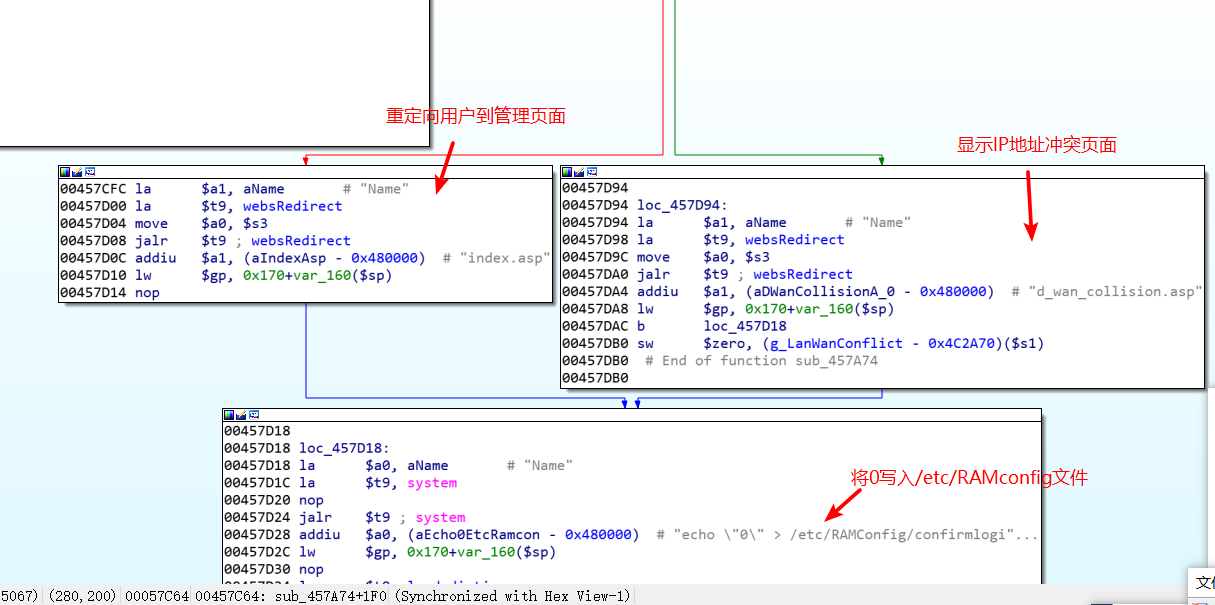 重定向用户到管理页面
显示IP地址冲突页面
00457CFC la $a1, aName # "Name"
00457D00 la $t9, websRedirect
00457D04 move $a0, $s3
00457D08 jalr $t9 ; websRedirect
00457D0C addiu $a1, (aIndexAsp - 0x480000) # "index.asp"
00457D10 lw $gp, 0x170+var_160($sp)
00457D14 nop
00457D94
00457D94 loc_457D94:
00457D94 la $a1, aName # "Name"
00457D98 la $t9, websRedirect
00457D9C move $a0, $s3
00457DA0 jalr $t9 ; websRedirect
00457DA4 addiu $a1, (aDWanCollisionA_0 - 0x480000) # "d_wan_collision.asp"
00457DA8 lw $gp, 0x170+var_160($sp)
00457DAC b loc_457D18
00457DB0 sw $zero, (g_LanWanConflict - 0x4C2A70)($s1)
00457DB0 # End of function sub_457A74
00457DB0
00457D18
00457D18 loc_457D18:
00457D18 la $a0, aName # "Name"
00457D1C la $t9, system
00457D20 nop
00457D24 jalr $t9 ; system
00457D28 addiu $a0, (aEcho0EtcRamcon - 0x480000) # "echo \"0\" > /etc/RAMConfig/confirmlogi"...
00457D2C lw $gp, 0x170+var_160($sp)
00457D30 nop
将0写入/etc/RAMconfig文件
5067) (280,200) 00057C64 00457C64: sub_457A74+1F0 (Synchronized with Hex View-1)